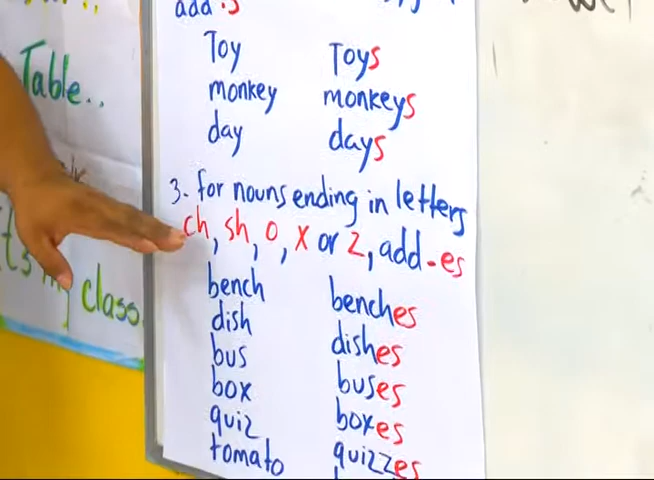 add -s
Table..
Toy Toys
monkey monkeys
day days
3. for nouns ending in letters
ch, sh, o, x or z, add -es
bench benches
dish dishes
bus buses
box boxes
quiz quizzes
tomato
my class